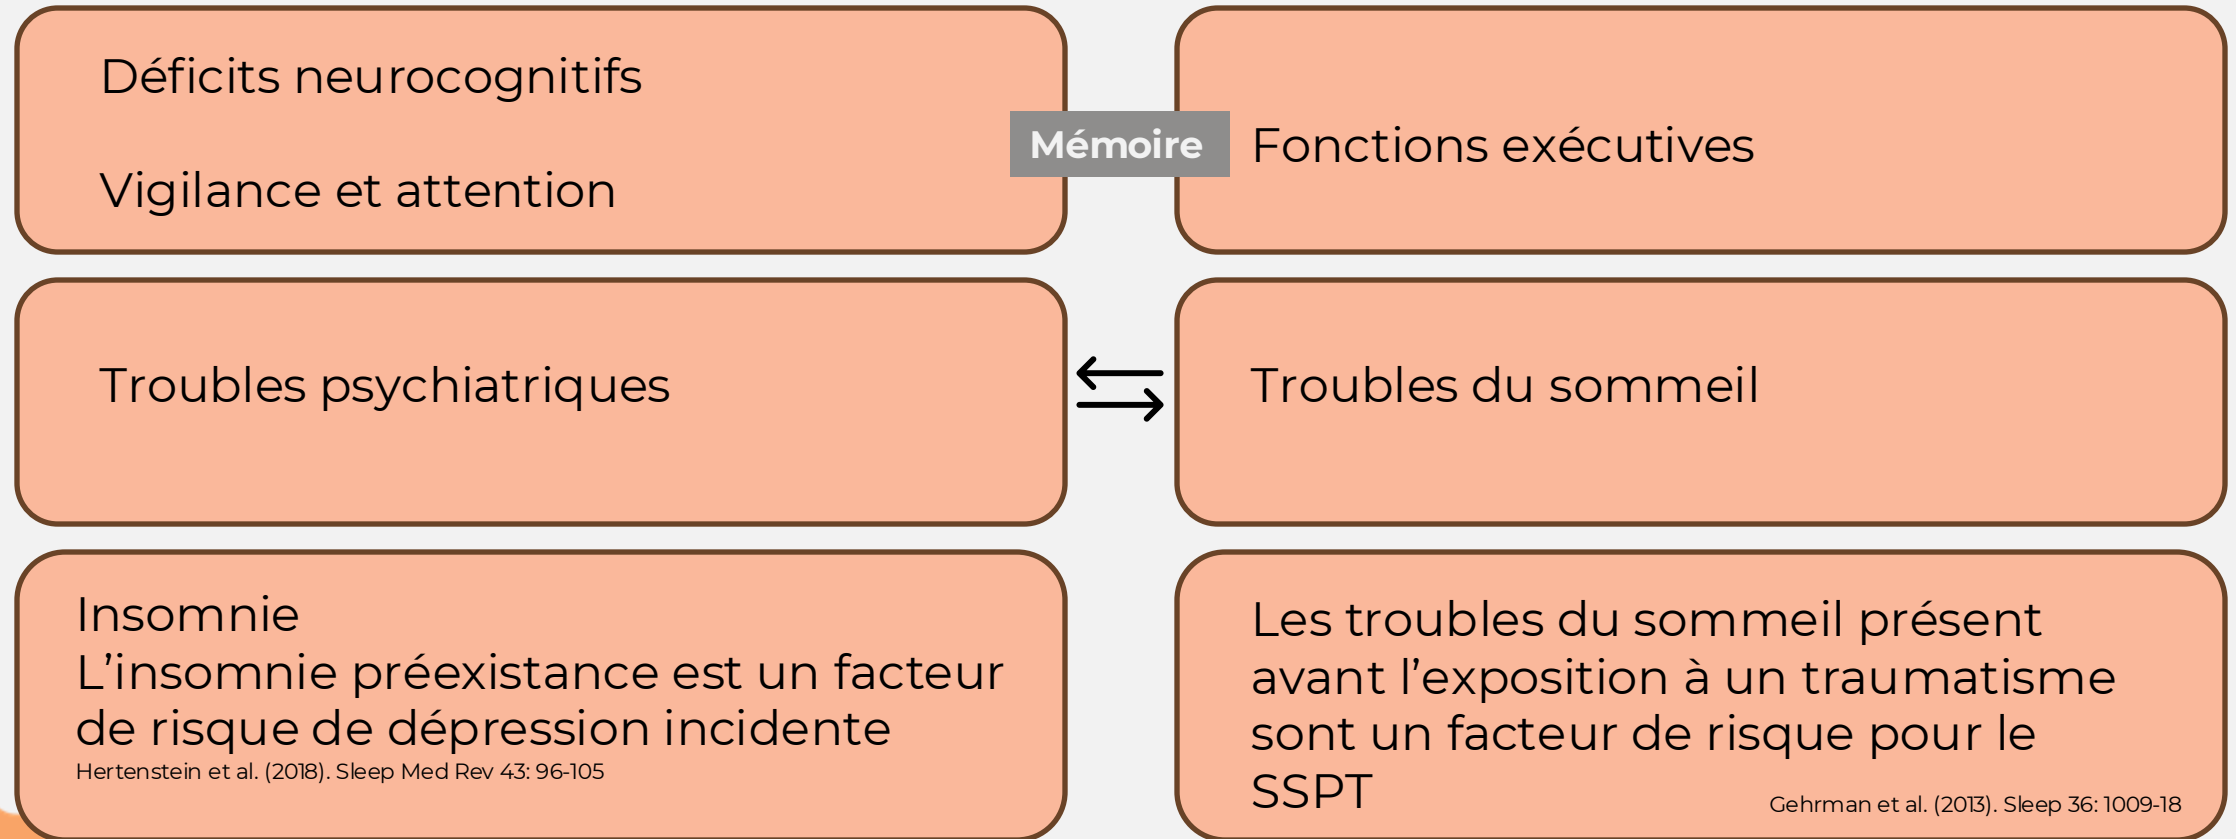 Déficits neurocognitifs
Vigilance et attention
Mémoire
Fonctions exécutives
Troubles psychiatriques
Troubles du sommeil
Insomnie
L’insomnie préexistance est un facteur
de risque de dépression incidente
Hertenstein et al. (2018). Sleep Med Rev 43: 96-105
Les troubles du sommeil présent
avant l’exposition à un traumatisme
sont un facteur de risque pour le
SSPT
Gehrman et al. (2013). Sleep 36: 1009-18